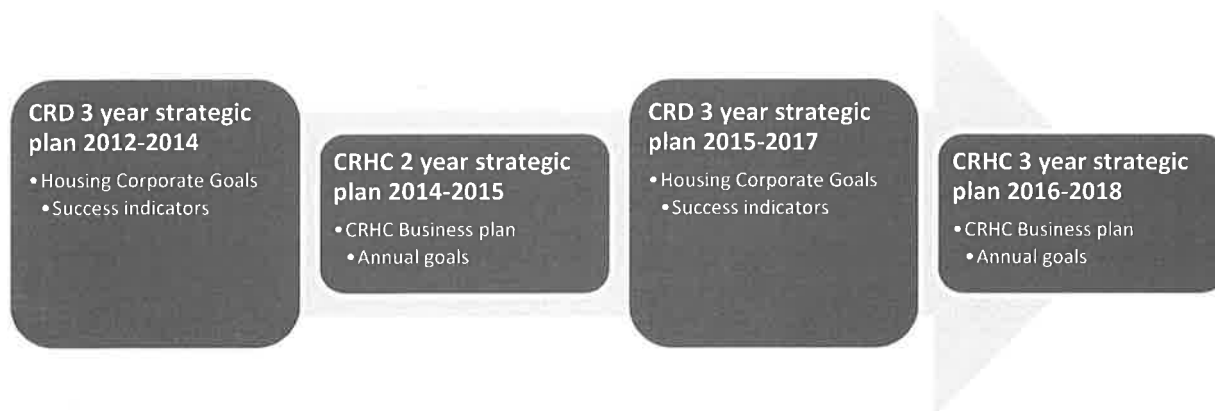 CRD 3 year strategic
plan 2012-2014
• Housing Corporate Goals
• Success indicators
CRHC 2 year strategic
plan 2014-2015
• CRHC Business plan
• Annual goals
CRD 3 year strategic
plan 2015-2017
• Housing Corporate Goals
• Success indicators
CRHC 3 year strategic
plan 2016-2018
• CRHC Business plan
• Annual goals